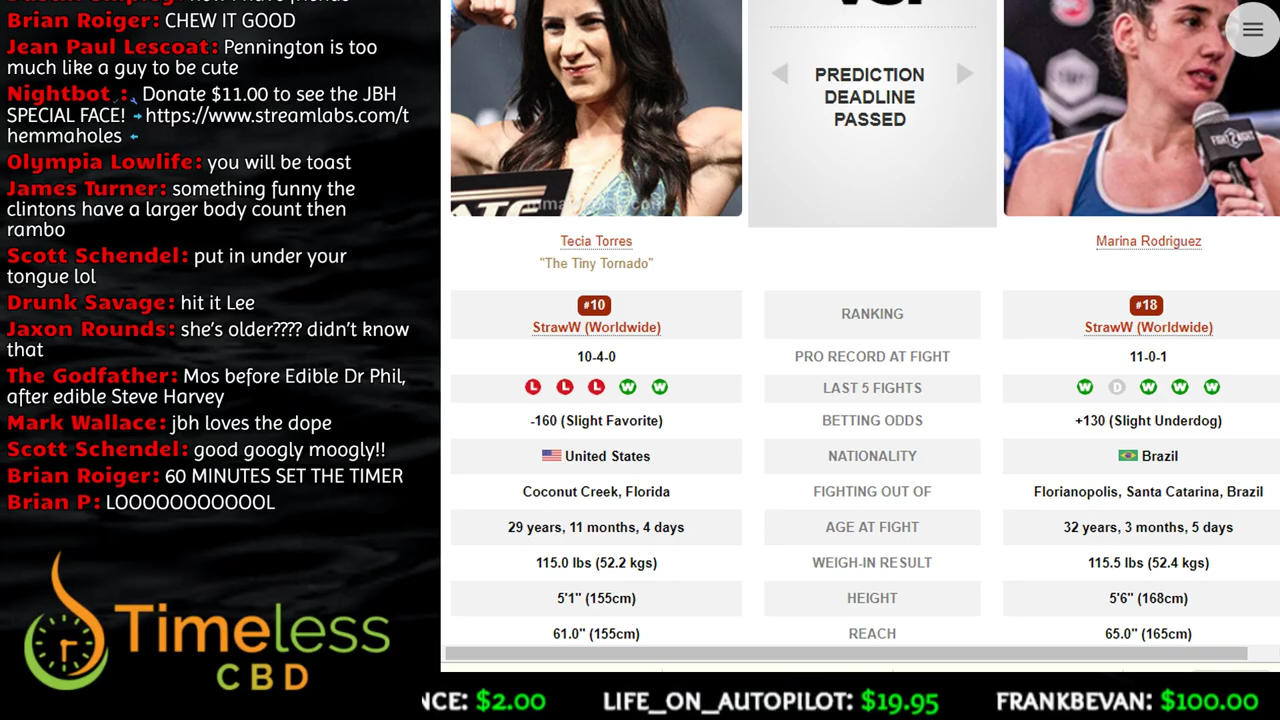 Brian Roiger: CHEW IT GOOD
Jean Paul Lescoat: Pennington is too
much like a guy to be cute
Nightbot : Donate $11.00 to see the JBH
SPECIAL FACE! https://www.streamlabs.com/t
hemmaholes
Olympia Lowlife: you will be toast
James Turner: something funny the
clintons have a larger body count then
rambo
Scott Schendel: put in under your
tongue lol
Drunk Savage: hit it Lee
Jaxon Rounds: she's older???? didn't know
that
The Godfather: Mos before Edible Dr Phil,
after edible Steve Harvey
Mark Wallace: jbh loves the dope
Scott Schendel: good googly moogly!!
Brian Roiger: 60 MINUTES SET THE TIMER
Brian P: LOOOOOOOOOOOL
Timeless
CBD
PREDICTION
DEADLINE
PASSED
Tecia Torres
"The Tiny Tornado"
Marina Rodriguez
#10
StrawW (Worldwide)
RANKING
#18
StrawW (Worldwide)
10-4-0 PRO RECORD AT FIGHT 11-0-1
L L L W W LAST 5 FIGHTS W D W W W
-160 (Slight Favorite) BETTING ODDS +130 (Slight Underdog)
United States NATIONALITY Brazil
Coconut Creek, Florida FIGHTING OUT OF Florianopolis, Santa Catarina, Brazil
29 years, 11 months, 4 days AGE AT FIGHT 32 years, 3 months, 5 days
115.0 lbs (52.2 kgs) WEIGH-IN RESULT 115.5 lbs (52.4 kgs)
5'1" (155cm) HEIGHT 5'6" (168cm)
61.0" (155cm) REACH 65.0" (165cm)
NCE: $2.00 LIFE_ON_AUTOPILOT: $19.95 FRANKBEVAN: $100.00